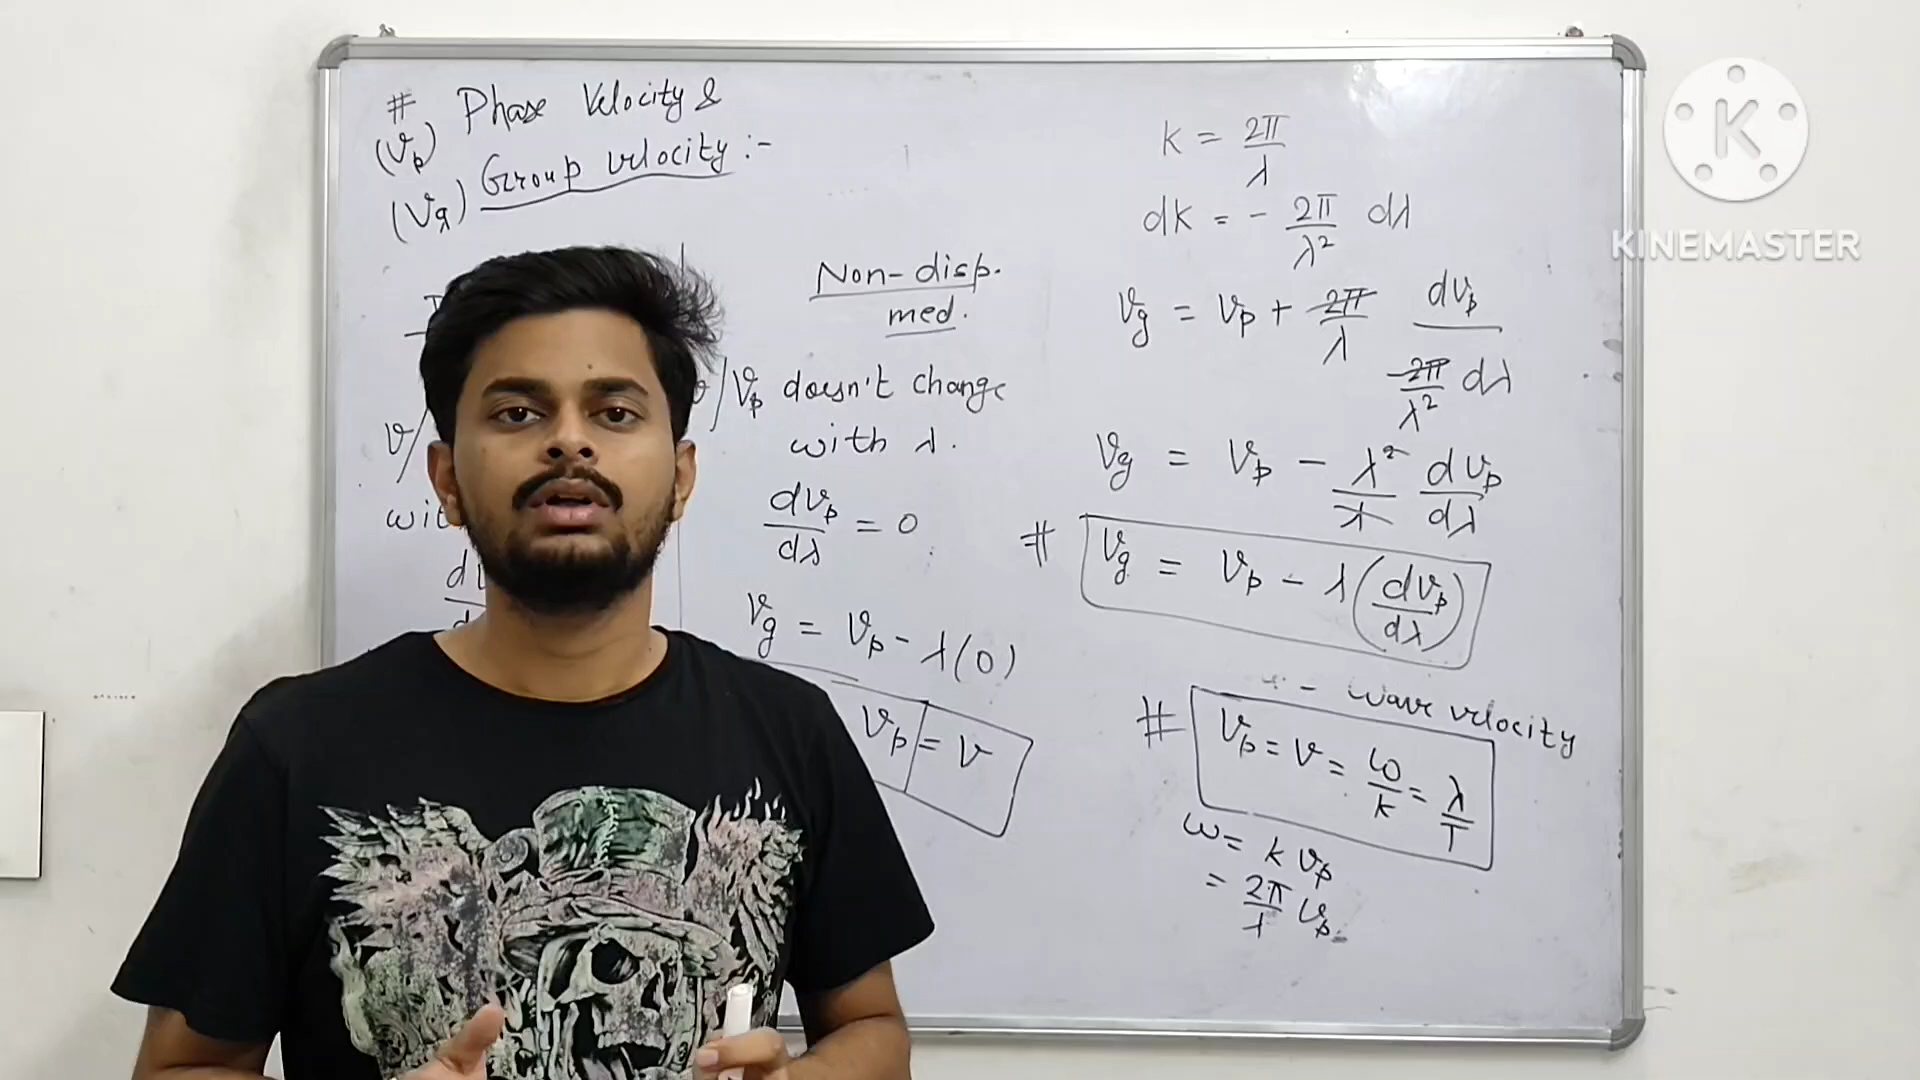 # Phase Velocity &
(Vp)
(Vg) Group velocity :-
Non-disp.
med.
v/
v/Vp doesn't change
with λ.
dvp/dλ = 0
Vg = Vp - λ(0)
Vp = v
k = 2π/λ
dk = - 2π/λ² dλ
Vg = Vp + 2π/λ dvp/(-2π/λ² dλ)
Vg = Vp - λ²/λ dvp/dλ
# Vg = Vp - λ(dvp/dλ)
- wave velocity
# Vp = v = ω/k = λ/T
ω = k vp
= 2π/λ vp
K
KINEMASTER